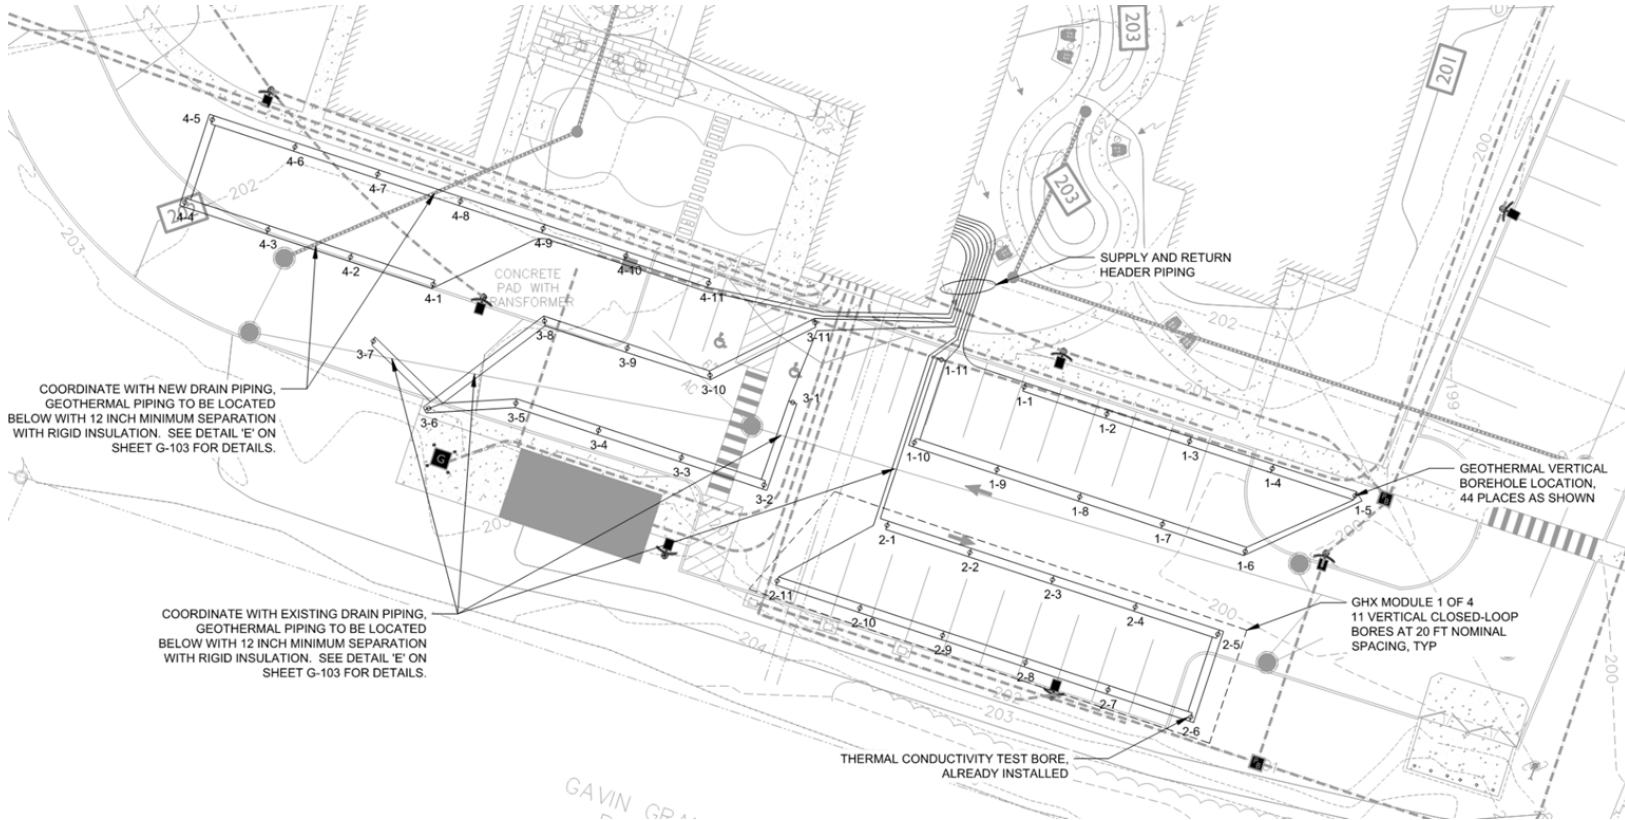 203
201
200
4-5
4-6
202
4-7
203
4-4
4-8
203
4-3
4-9
4-2
4-10
SUPPLY AND RETURN
HEADER PIPING
CONCRETE
PAD WITH
TRANSFORMER
4-1
4-11
202
3-8
3-11
3-7
3-9
1-11
3-10
COORDINATE WITH NEW DRAIN PIPING,
GEOTHERMAL PIPING TO BE LOCATED
BELOW WITH 12 INCH MINIMUM SEPARATION
WITH RIGID INSULATION. SEE DETAIL 'E' ON
SHEET G-103 FOR DETAILS.
201
199
3-1
1-1
3-6
3-5
1-2
3-4
1-10
1-3
G
3-3
1-9
1-4
GEOTHERMAL VERTICAL
BOREHOLE LOCATION,
44 PLACES AS SHOWN
3-2
1-8
1-5
203
1-7
200
2-1
1-6
2-2
2-11
2-3
200
2-10
2-4
GHX MODULE 1 OF 4
11 VERTICAL CLOSED-LOOP
BORES AT 20 FT NOMINAL
SPACING, TYP
COORDINATE WITH EXISTING DRAIN PIPING,
GEOTHERMAL PIPING TO BE LOCATED
BELOW WITH 12 INCH MINIMUM SEPARATION
WITH RIGID INSULATION. SEE DETAIL 'E' ON
SHEET G-103 FOR DETAILS.
204
2-9
2-5
2-8
200
202
2-7
203
2-6
THERMAL CONDUCTIVITY TEST BORE,
ALREADY INSTALLED
GAVIN GRA